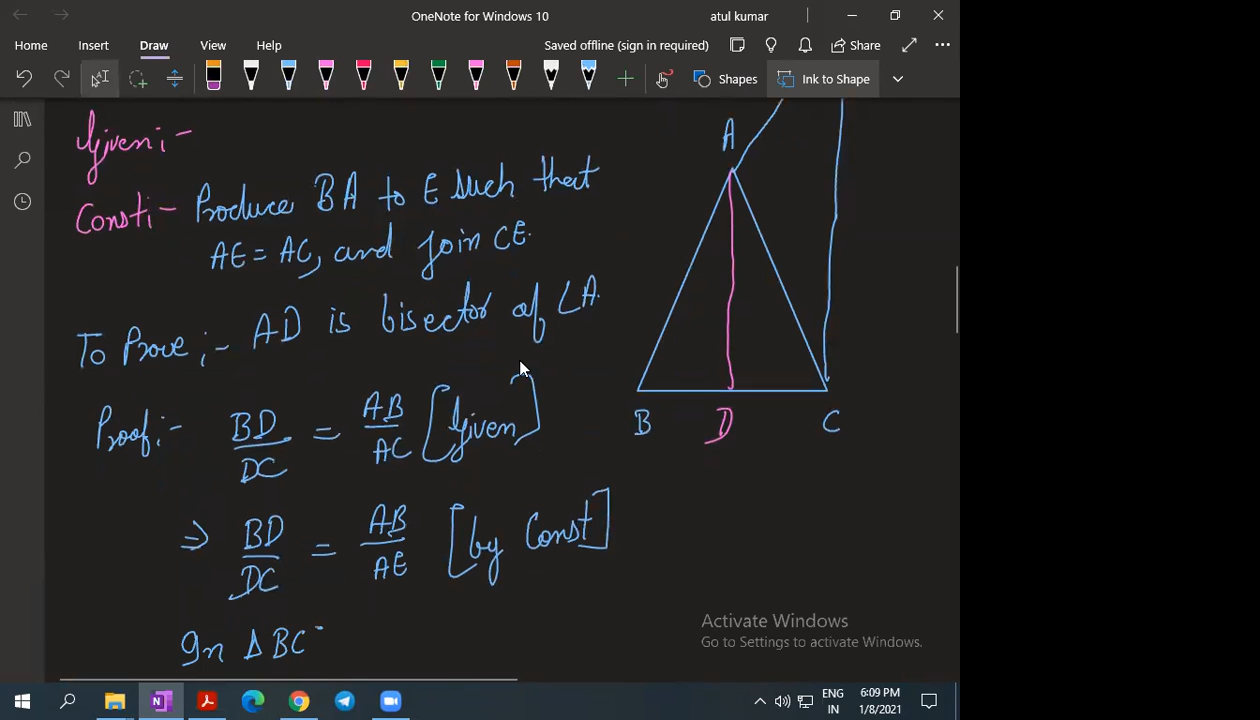 OneNote for Windows 10
atul kumar
Home Insert Draw View Help
Saved offline (sign in required)
Share
Shapes
Ink to Shape
Given:-
Const:- Produce BA to E such that
AE = AC, and join CE.
To Prove:- AD is bisector of ∠A.
Proof:- BD/DC = AB/AC [Given]
⇒ BD/DC = AB/AE [by Const]
In Δ BC
A
B
D
C
Activate Windows
Go to Settings to activate Windows.
ENG
IN
6:09 PM
1/8/2021